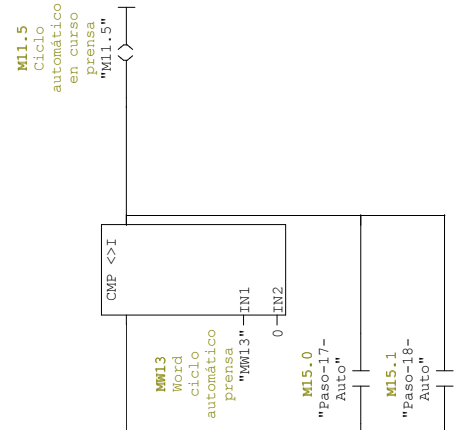 M11.5
Ciclo
automático
en curso
prensa
"M11.5"
CMP <>I
MW13
Word
ciclo
automático
prensa
"MW13"
IN1
0
IN2
M15.0
"Paso-17-
Auto"
M15.1
"Paso-18-
Auto"